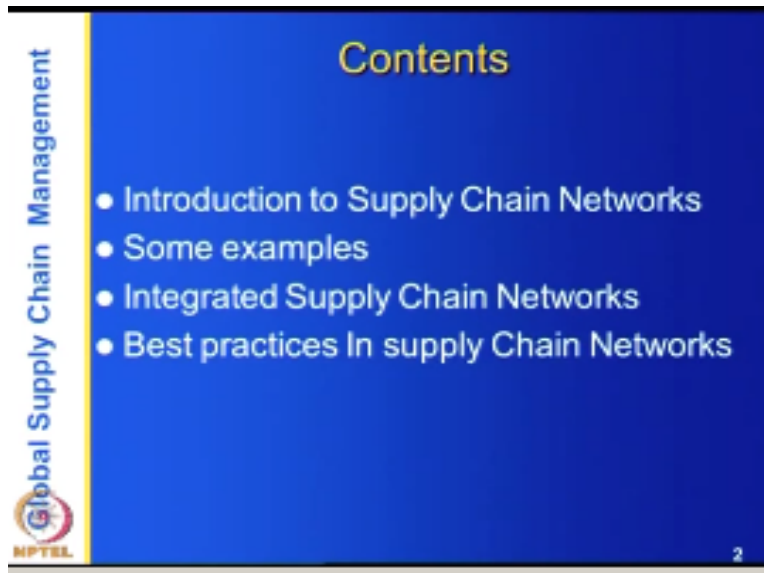 Contents
Global Supply Chain Management
● Introduction to Supply Chain Networks
● Some examples
● Integrated Supply Chain Networks
● Best practices In supply Chain Networks
NPTEL
2